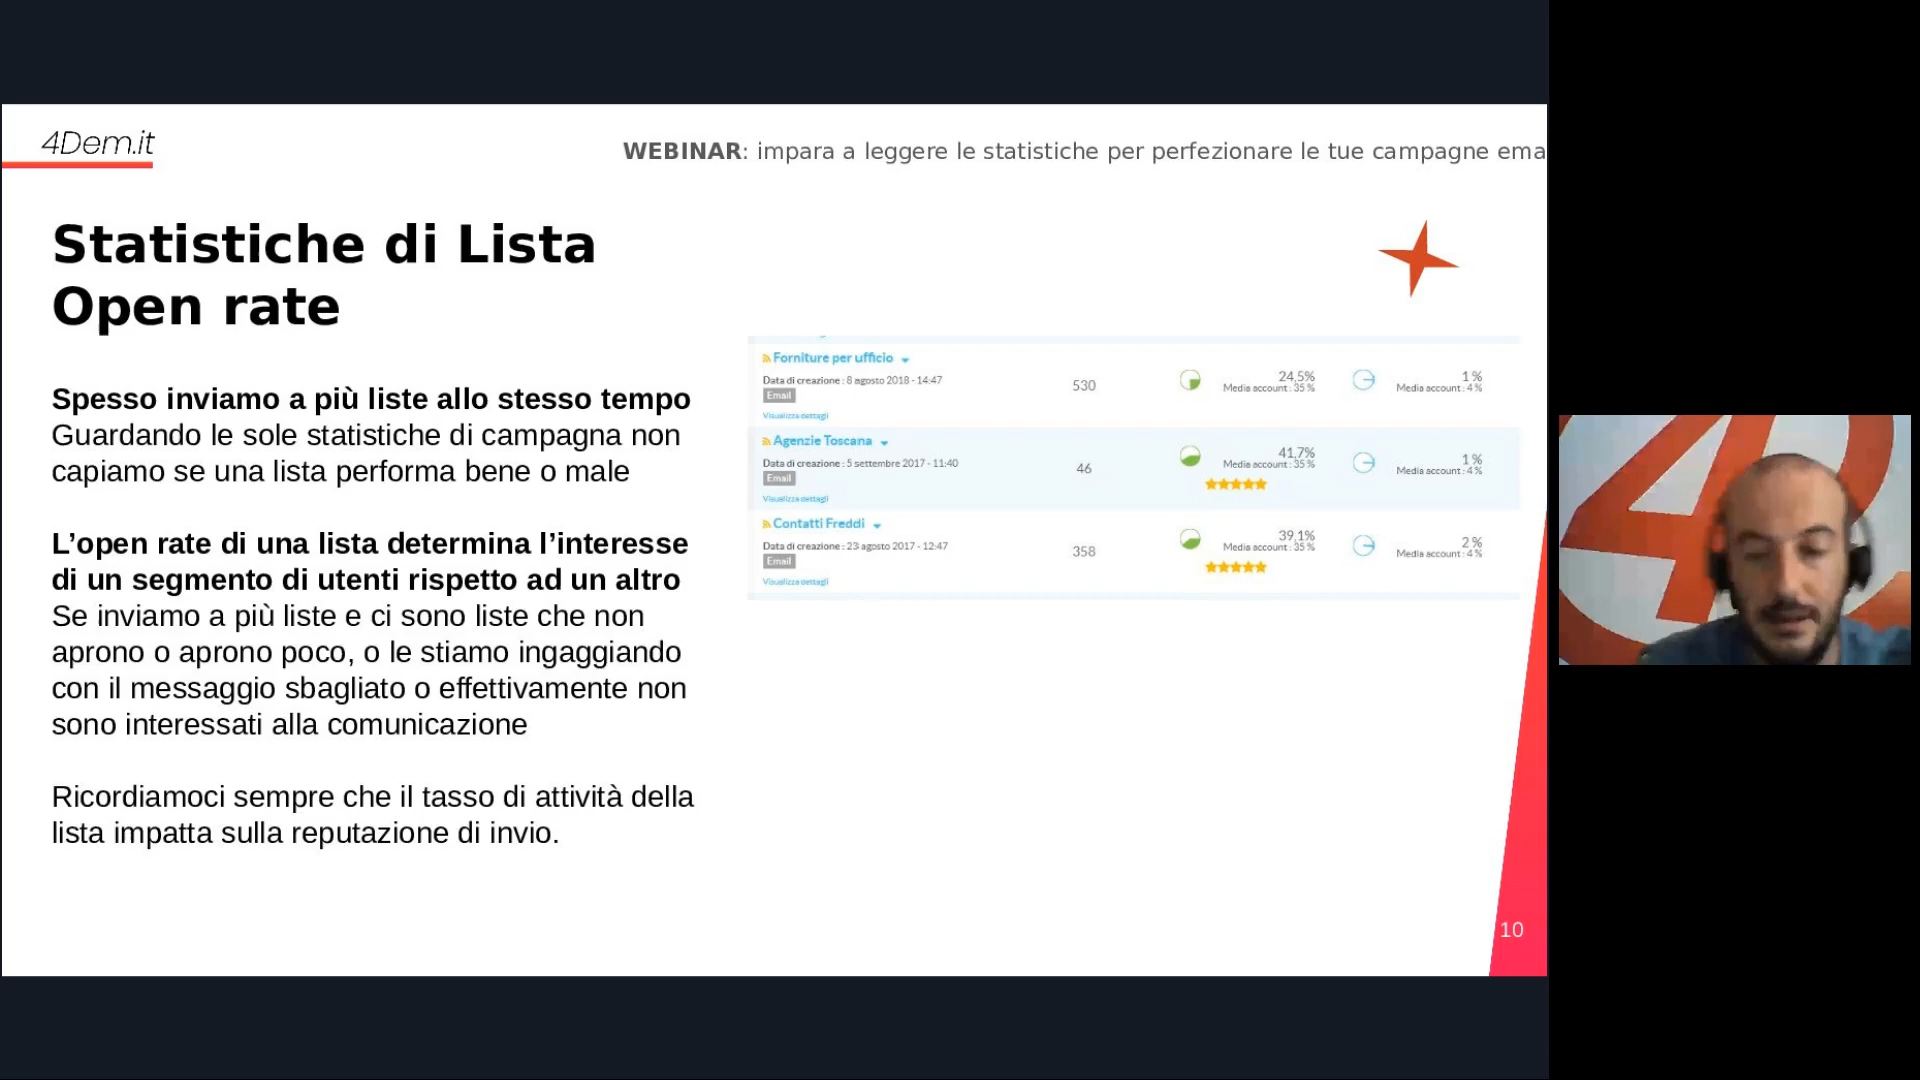 4Dem.it
WEBINAR: impara a leggere le statistiche per perfezionare le tue campagne ema
Statistiche di Lista
Open rate
Spesso inviamo a più liste allo stesso tempo
Guardando le sole statistiche di campagna non
capiamo se una lista performa bene o male
L’open rate di una lista determina l’interesse
di un segmento di utenti rispetto ad un altro
Se inviamo a più liste e ci sono liste che non
aprono o aprono poco, o le stiamo ingaggiando
con il messaggio sbagliato o effettivamente non
sono interessati alla comunicazione
Ricordiamoci sempre che il tasso di attività della
lista impatta sulla reputazione di invio.
Forniture per ufficio
Data di creazione : 8 agosto 2018 - 14:47
Email
Visualizza dettagli
530
24,5%
Media account : 35 %
1 %
Media account : 4 %
Agenzie Toscana
Data di creazione : 5 settembre 2017 - 11:40
Email
Visualizza dettagli
46
41,7%
Media account : 35 %
1 %
Media account : 4 %
Contatti Freddi
Data di creazione : 23 agosto 2017 - 12:47
Email
Visualizza dettagli
358
39,1%
Media account : 35 %
2 %
Media account : 4 %
10